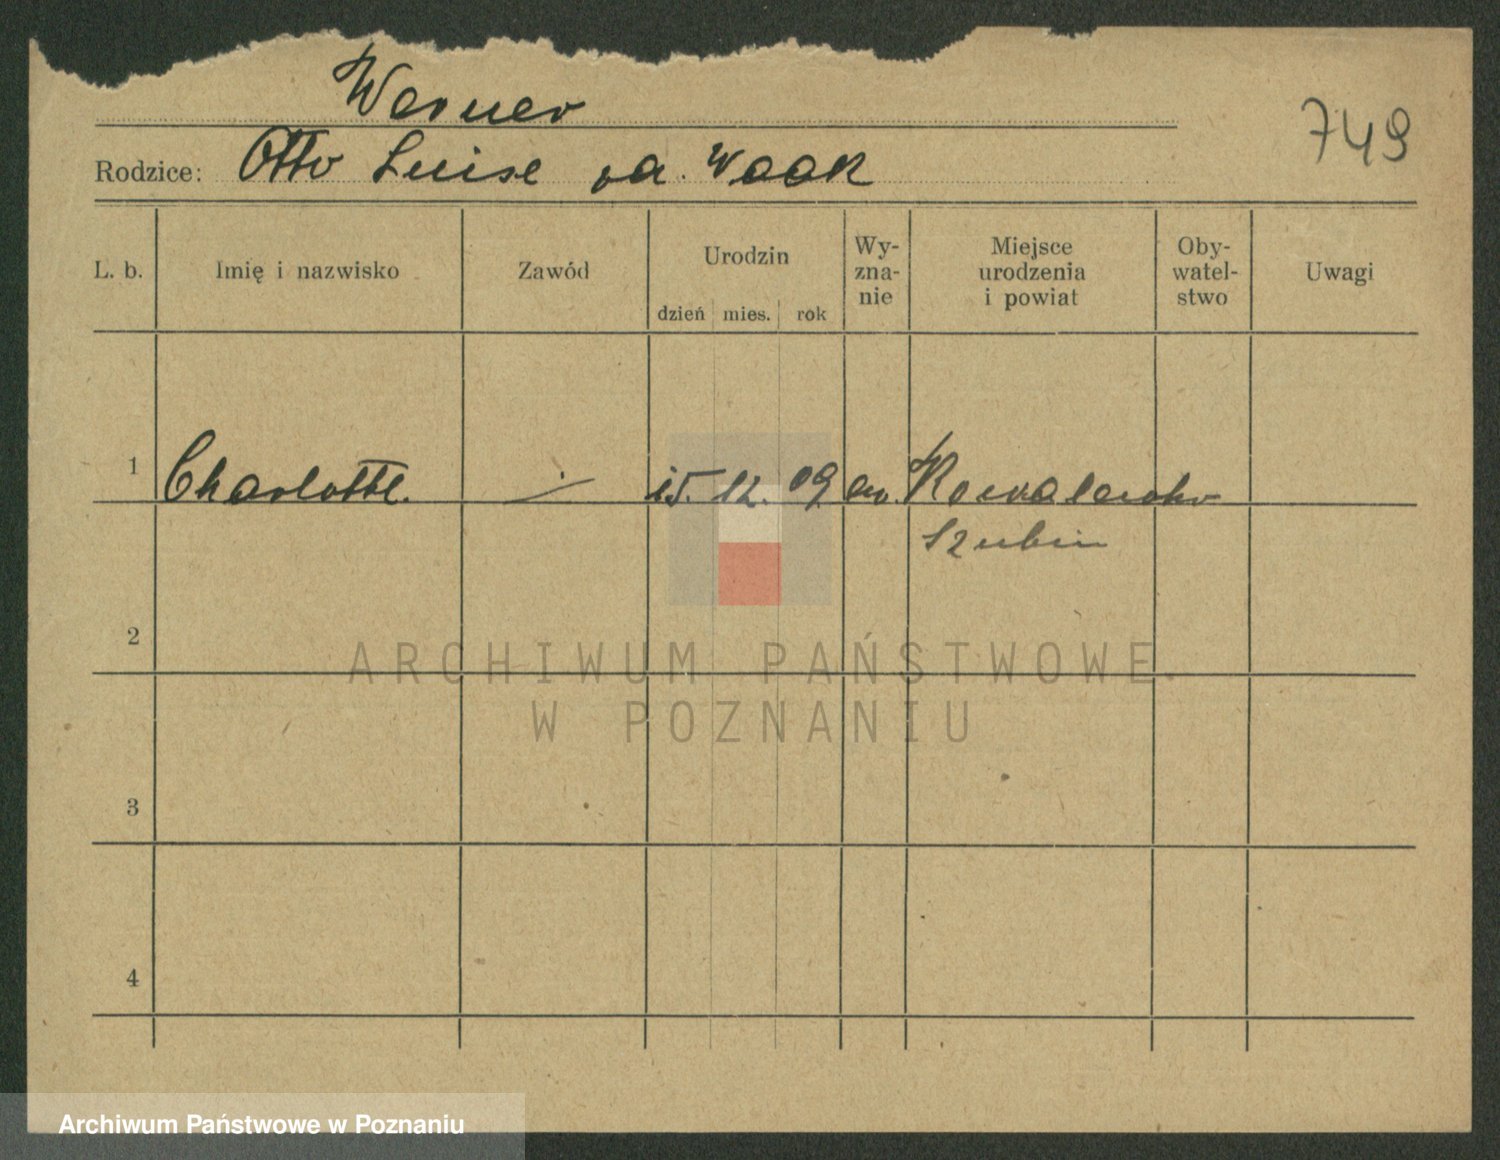 Werner
749
Rodzice: Otto Luise va. Waak
L. b. Imię i nazwisko Zawód Urodzin dzień mies. rok Wy-zna-nie Miejsce urodzenia i powiat Oby-watel-stwo Uwagi
1 Charlotte. 15. 12. 09. ev.
Szubin
2
ARCHIWUM PAŃSTWOWE
W POZNANIU
3
4
Archiwum Państwowe w Poznaniu